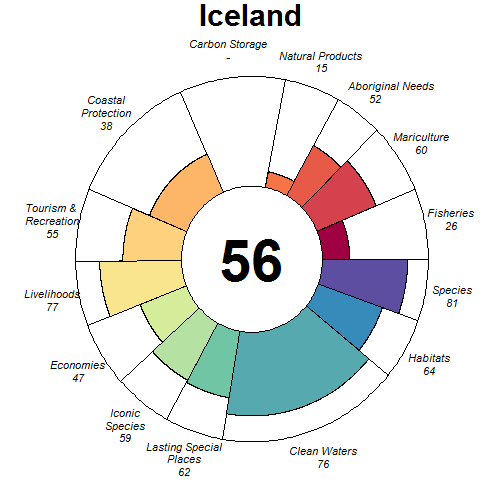 Iceland
Carbon Storage
-
Natural Products
15
Aboriginal Needs
52
Mariculture
60
Fisheries
26
Species
81
Habitats
64
Clean Waters
76
Lasting Special
Places
62
Iconic
Species
59
Economies
47
Livelihoods
77
Tourism &
Recreation
55
Coastal
Protection
38
56